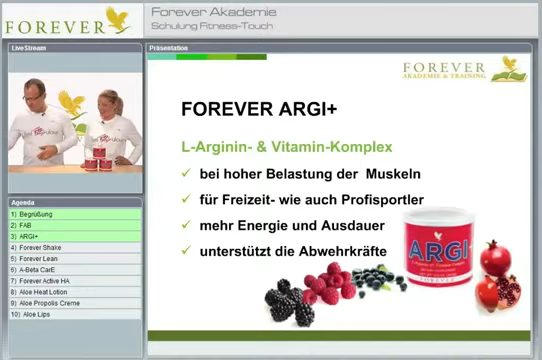 FOREVER
Forever Akademie
Schulung Fitness-Touch
LiveStream
Agenda
1) Begrüßung
2) FAB
3) ARGI+
4) Forever Shake
5) Forever Lean
6) A-Beta CarE
7) Forever Active HA
8) Aloe Heat Lotion
9) Aloe Propolis Creme
10) Aloe Lips
Präsentation
FOREVER
AKADEMIE & TRAINING
FOREVER ARGI+
L-Arginin- & Vitamin-Komplex
bei hoher Belastung der Muskeln
für Freizeit- wie auch Profisportler
mehr Energie und Ausdauer
unterstützt die Abwehrkräfte
ARGI+
FOREVER